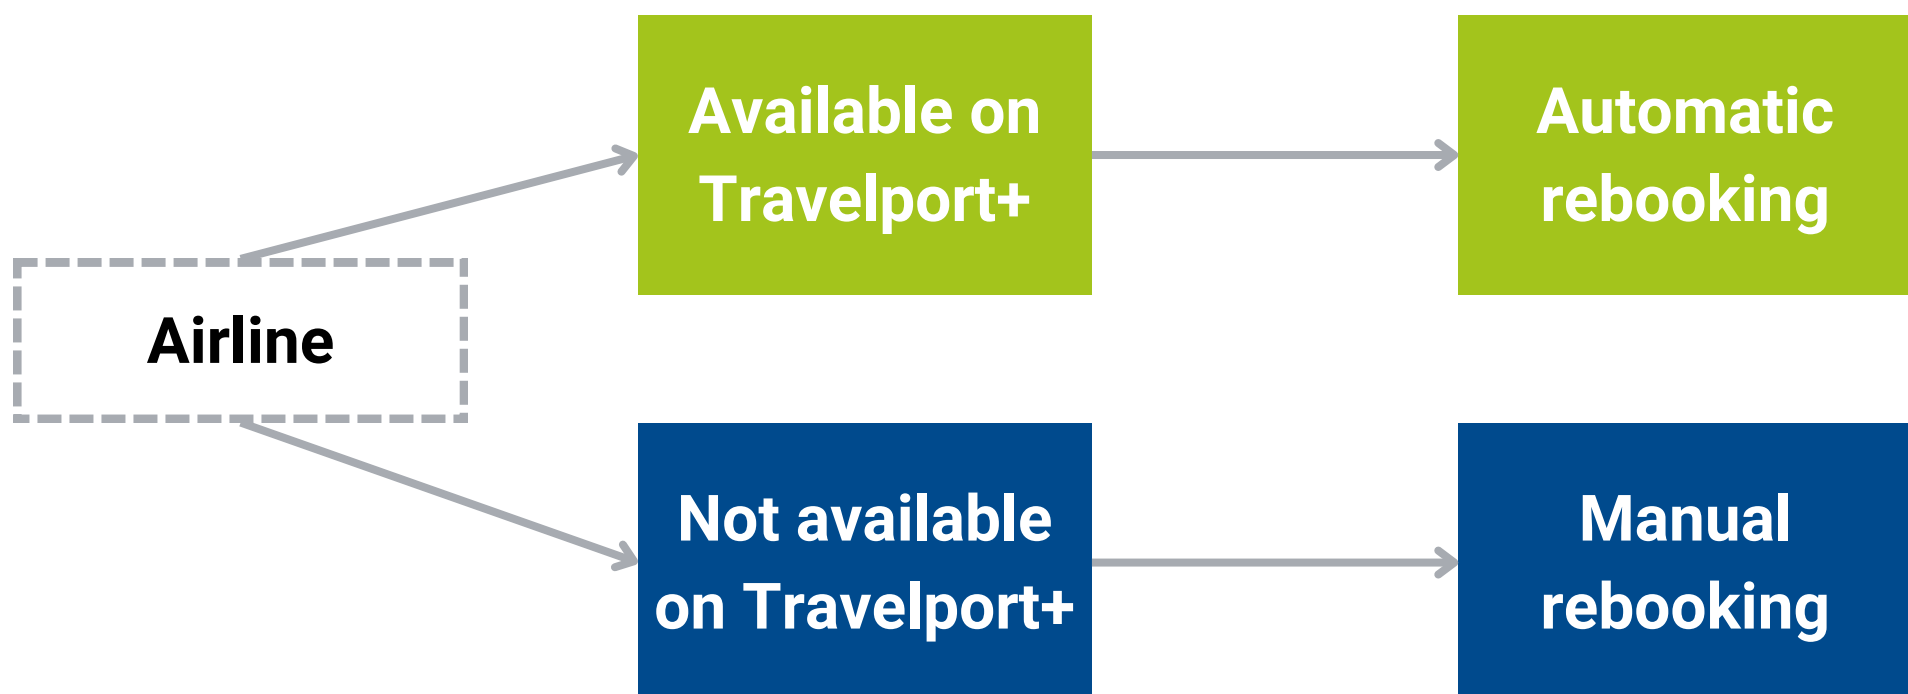 Airline
Available on
Travelport+
Automatic
rebooking
Not available
on Travelport+
Manual
rebooking